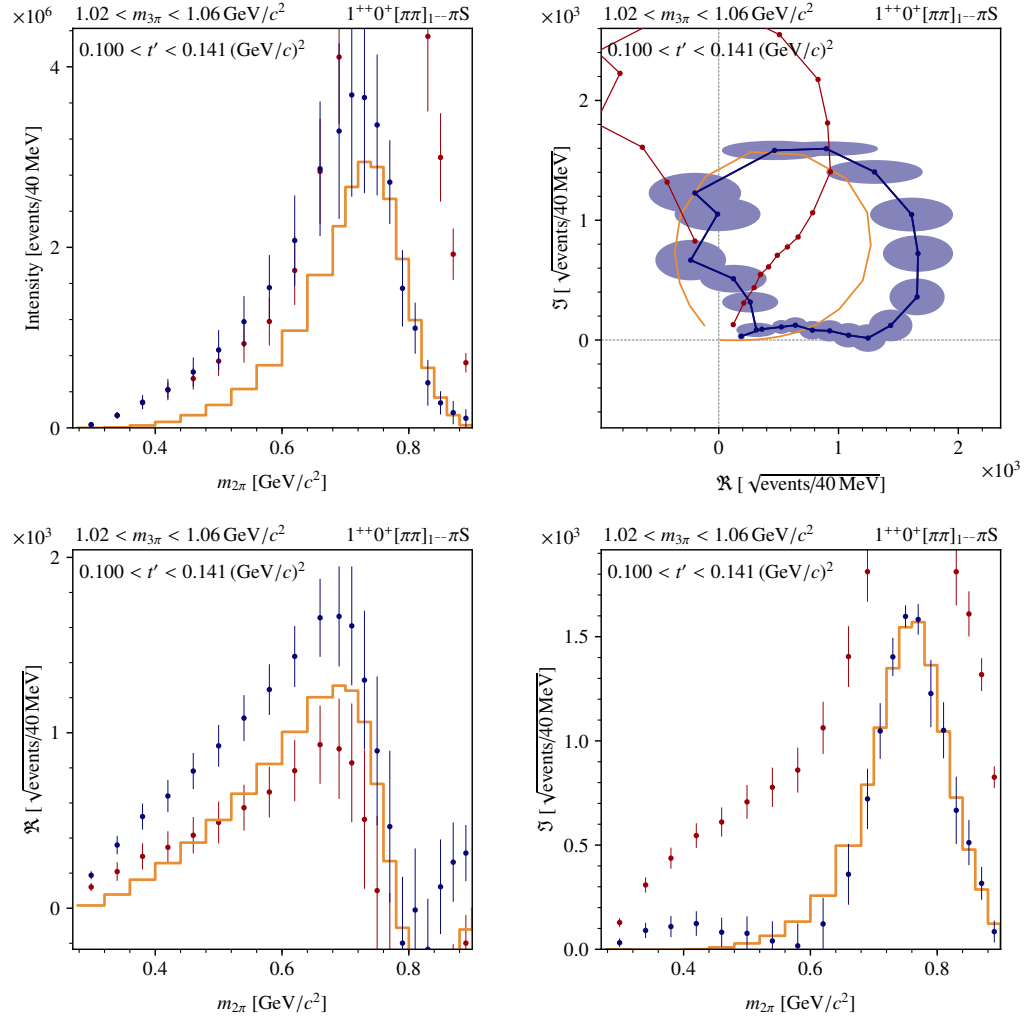 ×10⁶
1.02 < m₃π < 1.06 GeV/c²
1⁺⁺0⁺[ππ]₁₋₋πS
0.100 < t′ < 0.141 (GeV/c)²
Intensity [events/40 MeV]
4
2
0
0.4
0.6
0.8
m₂π [GeV/c²]
1.02 < m₃π < 1.06 GeV/c²
1⁺⁺0⁺[ππ]₁₋₋πS
×10³
0.100 < t′ < 0.141 (GeV/c)²
ℑ [√events/40 MeV]
2
1
0
0
1
2
×10³
ℜ [√events/40 MeV]
×10³
1.02 < m₃π < 1.06 GeV/c²
1⁺⁺0⁺[ππ]₁₋₋πS
0.100 < t′ < 0.141 (GeV/c)²
ℜ [√events/40 MeV]
2
1
0
0.4
0.6
0.8
m₂π [GeV/c²]
×10³
1.02 < m₃π < 1.06 GeV/c²
1⁺⁺0⁺[ππ]₁₋₋πS
0.100 < t′ < 0.141 (GeV/c)²
ℑ [√events/40 MeV]
1.5
1.0
0.5
0.0
0.4
0.6
0.8
m₂π [GeV/c²]